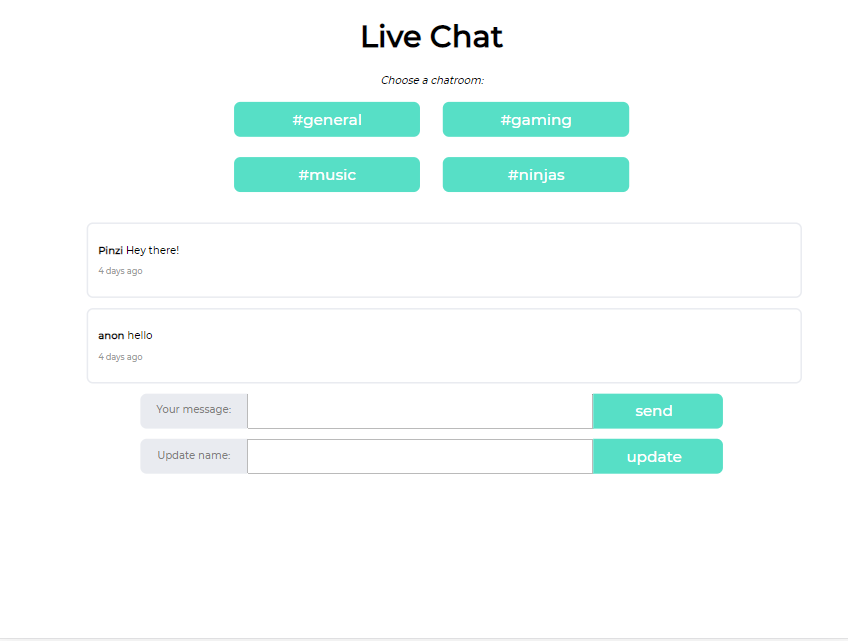 Live Chat
Choose a chatroom:
#general #gaming
#music #ninjas
Pinzi Hey there!
4 days ago
anon hello
4 days ago
Your message: send
Update name: update